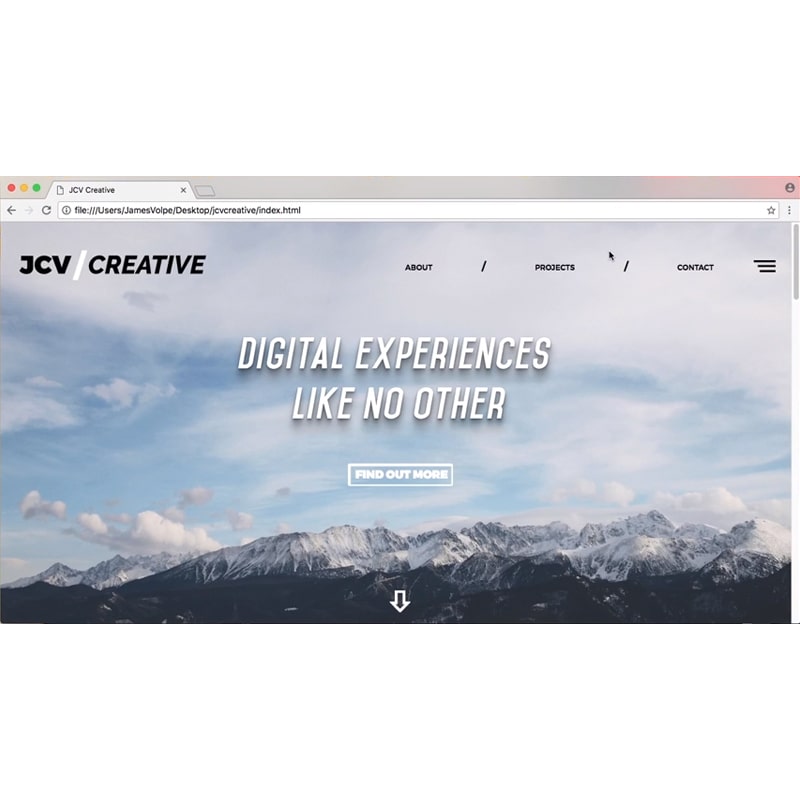 JCV Creative
file:///Users/JamesVolpe/Desktop/jcvcreative/index.html
JCV/CREATIVE
ABOUT / PROJECTS / CONTACT
DIGITAL EXPERIENCES
LIKE NO OTHER
FIND OUT MORE